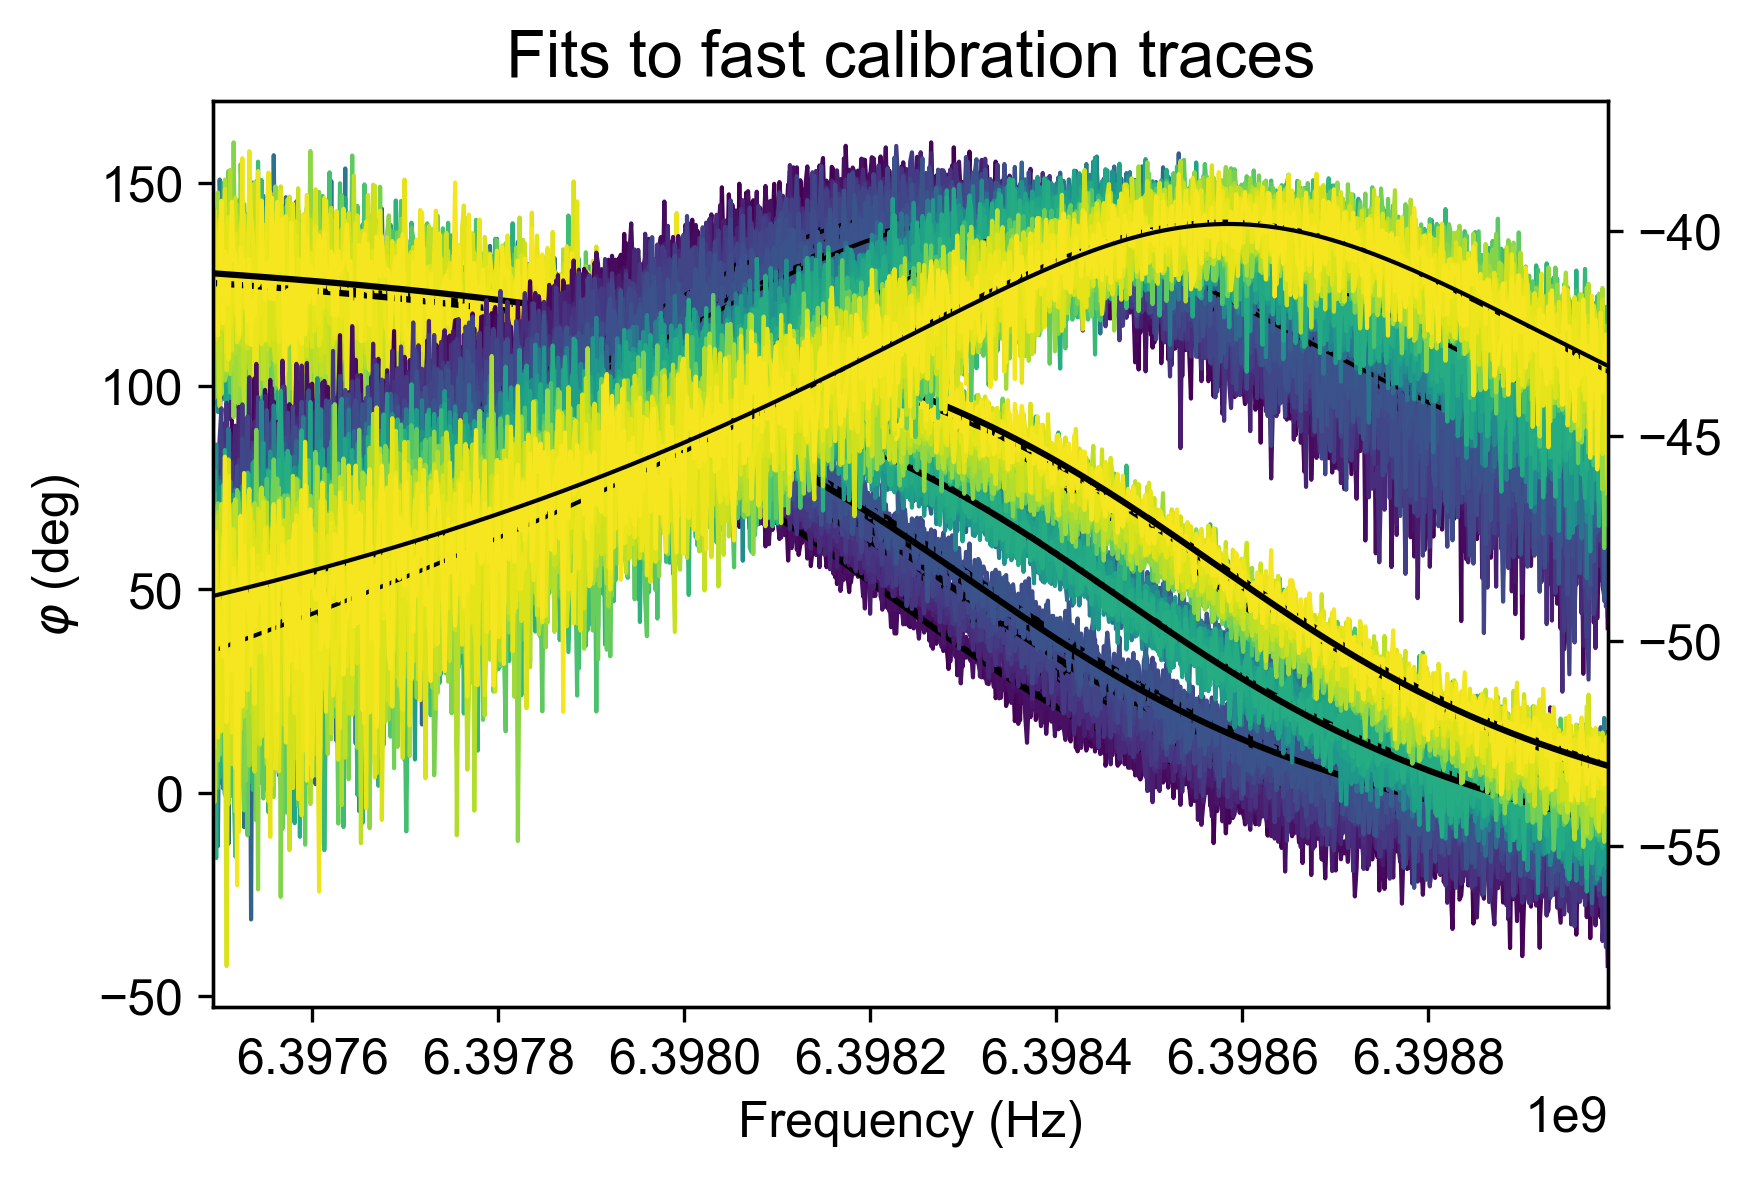 Fits to fast calibration traces
150
100
50
0
−50
φ (deg)
−40
−45
−50
−55
6.3976 6.3978 6.3980 6.3982 6.3984 6.3986 6.3988
1e9
Frequency (Hz)